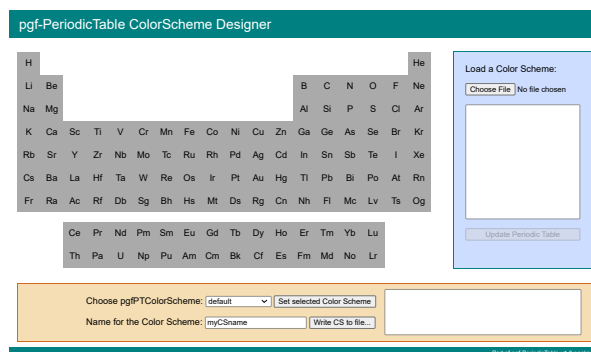 pgf-PeriodicTable ColorScheme Designer
H He
Li Be B C N O F Ne
Na Mg Al Si P S Cl Ar
K Ca Sc Ti V Cr Mn Fe Co Ni Cu Zn Ga Ge As Se Br Kr
Rb Sr Y Zr Nb Mo Tc Ru Rh Pd Ag Cd In Sn Sb Te I Xe
Cs Ba La Hf Ta W Re Os Ir Pt Au Hg Tl Pb Bi Po At Rn
Fr Ra Ac Rf Db Sg Bh Hs Mt Ds Rg Cn Nh Fl Mc Lv Ts Og
Ce Pr Nd Pm Sm Eu Gd Tb Dy Ho Er Tm Yb Lu
Th Pa U Np Pu Am Cm Bk Cf Es Fm Md No Lr
Load a Color Scheme:
Choose File No file chosen
Update Periodic Table
Choose pgfPTColorScheme: default Set selected Color Scheme
Name for the Color Scheme: myCSname Write CS to file...